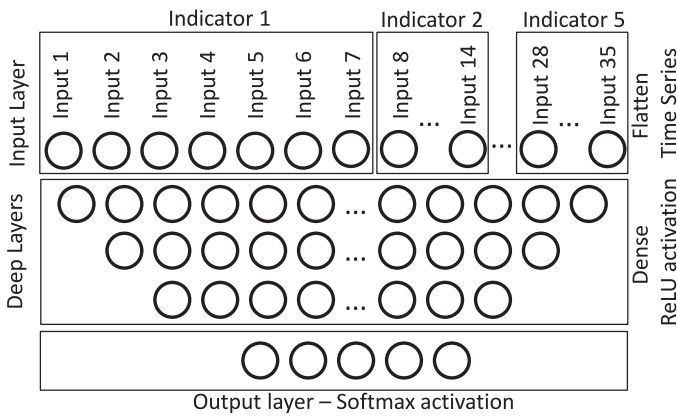 Indicator 1
Indicator 2
Indicator 5
Input Layer
Input 1
Input 2
Input 3
Input 4
Input 5
Input 6
Input 7
Input 8
...
Input 14
...
Input 28
...
Input 35
Flatten
Time Series
Deep Layers
...
...
...
Dense
ReLU activation
Output layer – Softmax activation